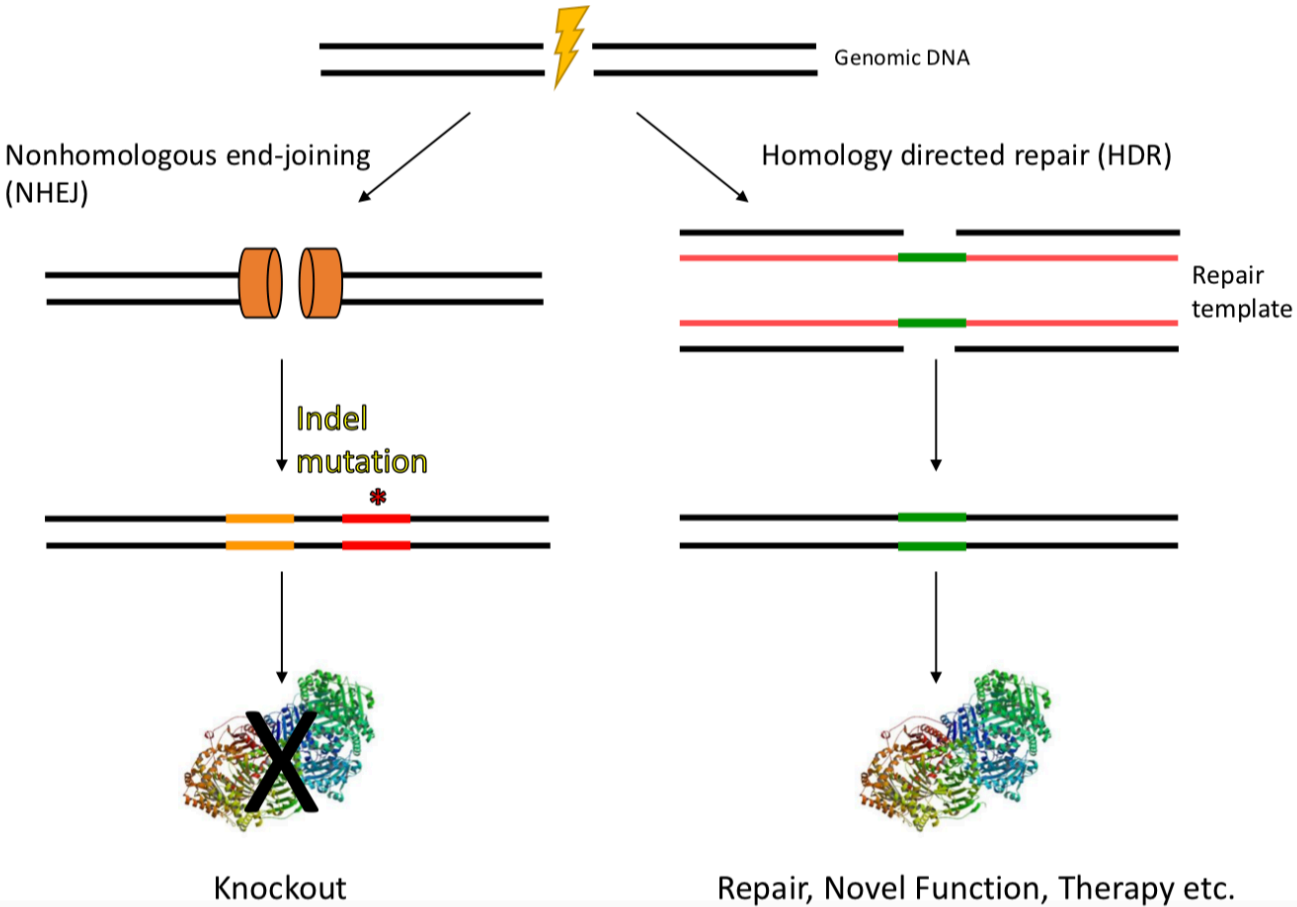 Genomic DNA
Nonhomologous end-joining
(NHEJ)
Homology directed repair (HDR)
Repair
template
Indel
mutation
*
X
Knockout
Repair, Novel Function, Therapy etc.